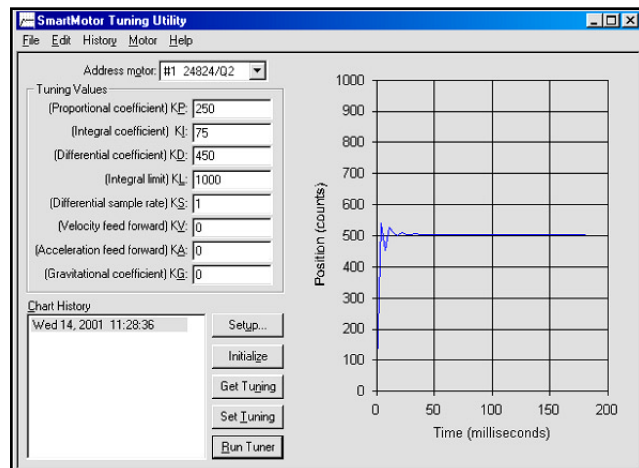 SmartMotor Tuning Utility
File Edit History Motor Help
Address motor: #1 24824/Q2
Tuning Values
(Proportional coefficient) KP: 250
(Integral coefficient) KI: 75
(Differential coefficient) KD: 450
(Integral limit) KL: 1000
(Differential sample rate) KS: 1
(Velocity feed forward) KV: 0
(Acceleration feed forward) KA: 0
(Gravitational coefficient) KG: 0
Chart History
Wed 14, 2001 11:28:36
Setup...
Initialize
Get Tuning
Set Tuning
Run Tuner
Position (counts)
1000
900
800
700
600
500
400
300
200
100
0
0 50 100 150 200
Time (milliseconds)